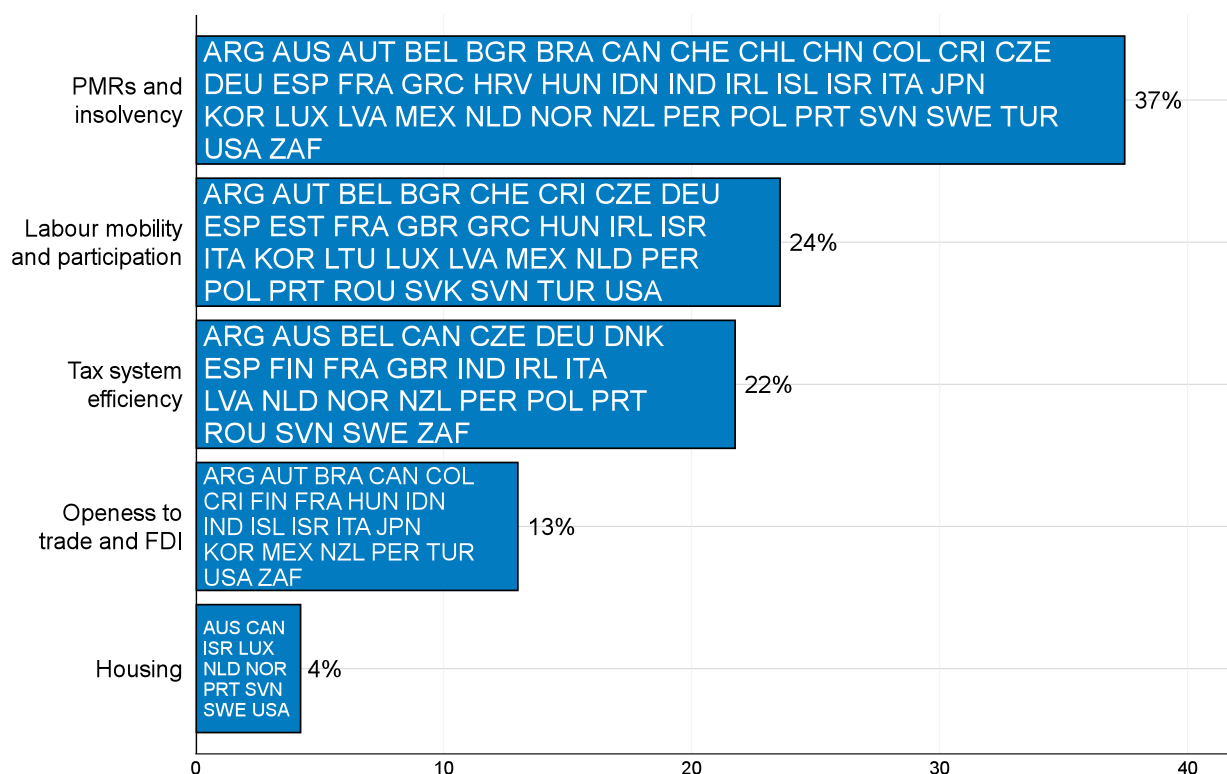 PMRs and
insolvency
ARG AUS AUT BEL BGR BRA CAN CHE CHL CHN COL CRI CZE
DEU ESP FRA GRC HRV HUN IDN IND IRL ISL ISR ITA JPN
KOR LUX LVA MEX NLD NOR NZL PER POL PRT SVN SWE TUR
USA ZAF
37%
Labour mobility
and participation
ARG AUT BEL BGR CHE CRI CZE DEU
ESP EST FRA GBR GRC HUN IRL ISR
ITA KOR LTU LUX LVA MEX NLD PER
POL PRT ROU SVK SVN TUR USA
24%
Tax system
efficiency
ARG AUS BEL CAN CZE DEU DNK
ESP FIN FRA GBR IND IRL ITA
LVA NLD NOR NZL PER POL PRT
ROU SVN SWE ZAF
22%
Openess to
trade and FDI
ARG AUT BRA CAN COL
CRI FIN FRA HUN IDN
IND ISL ISR ITA JPN
KOR MEX NZL PER TUR
USA ZAF
13%
Housing
AUS CAN
ISR LUX
NLD NOR
PRT SVN
SWE USA
4%
0 10 20 30 40